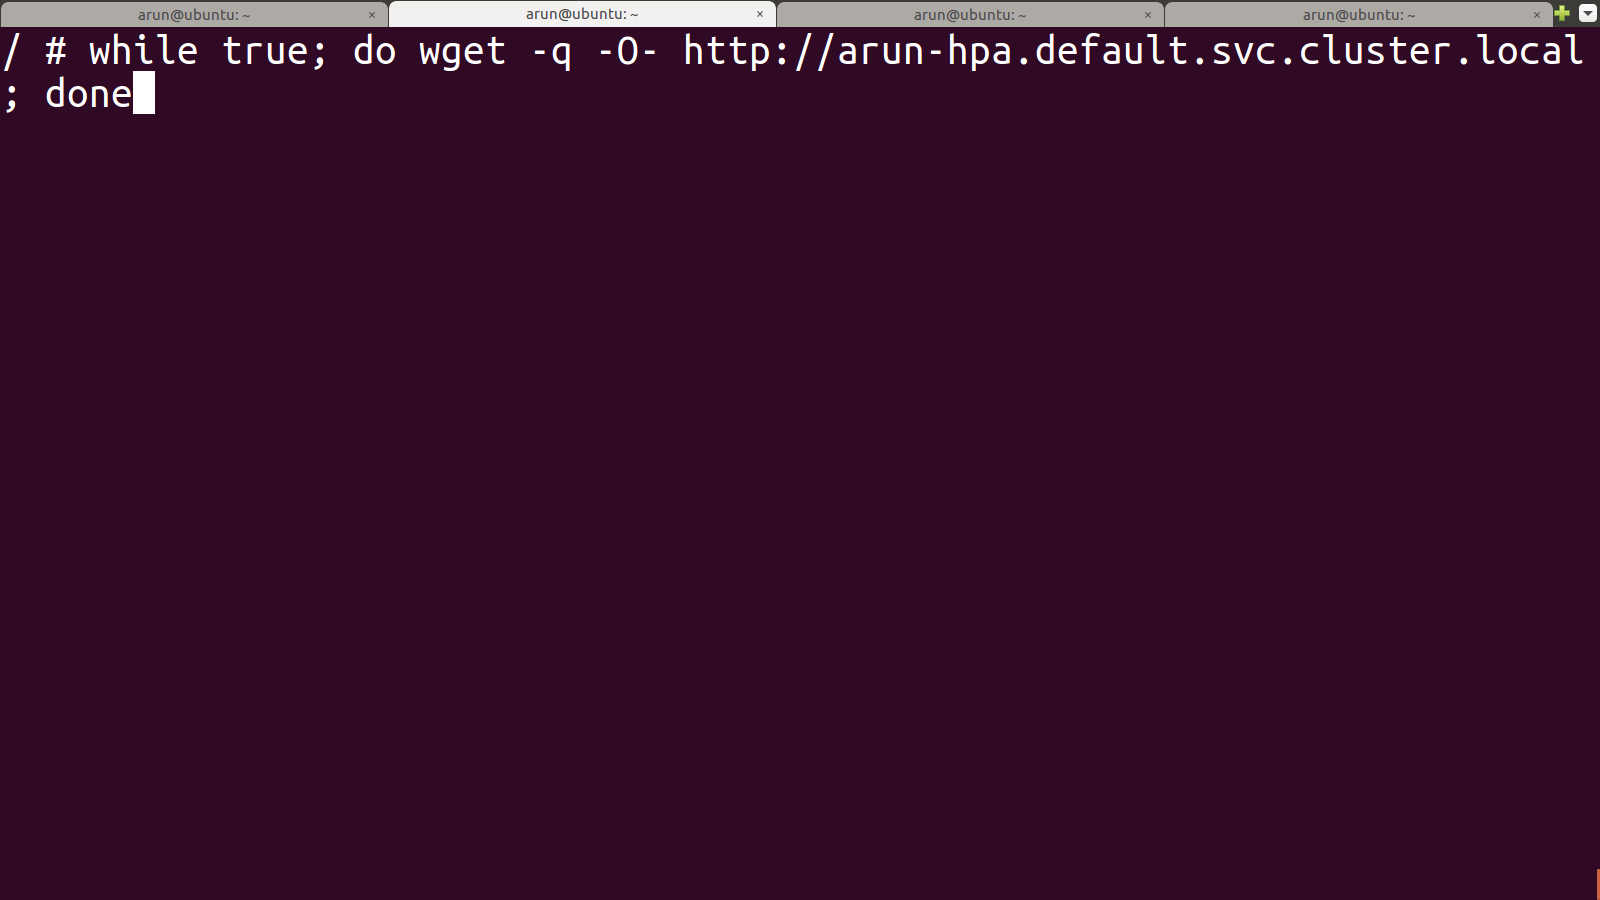 arun@ubuntu: ~ × arun@ubuntu: ~ × arun@ubuntu: ~ × arun@ubuntu: ~ ×
/ # while true; do wget -q -O- http://arun-hpa.default.svc.cluster.local
; done